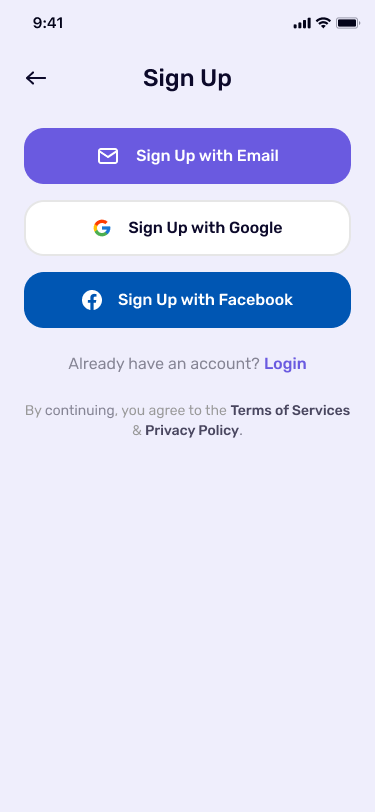 9:41
Sign Up
Sign Up with Email
Sign Up with Google
Sign Up with Facebook
Already have an account? Login
By continuing, you agree to the Terms of Services
& Privacy Policy.